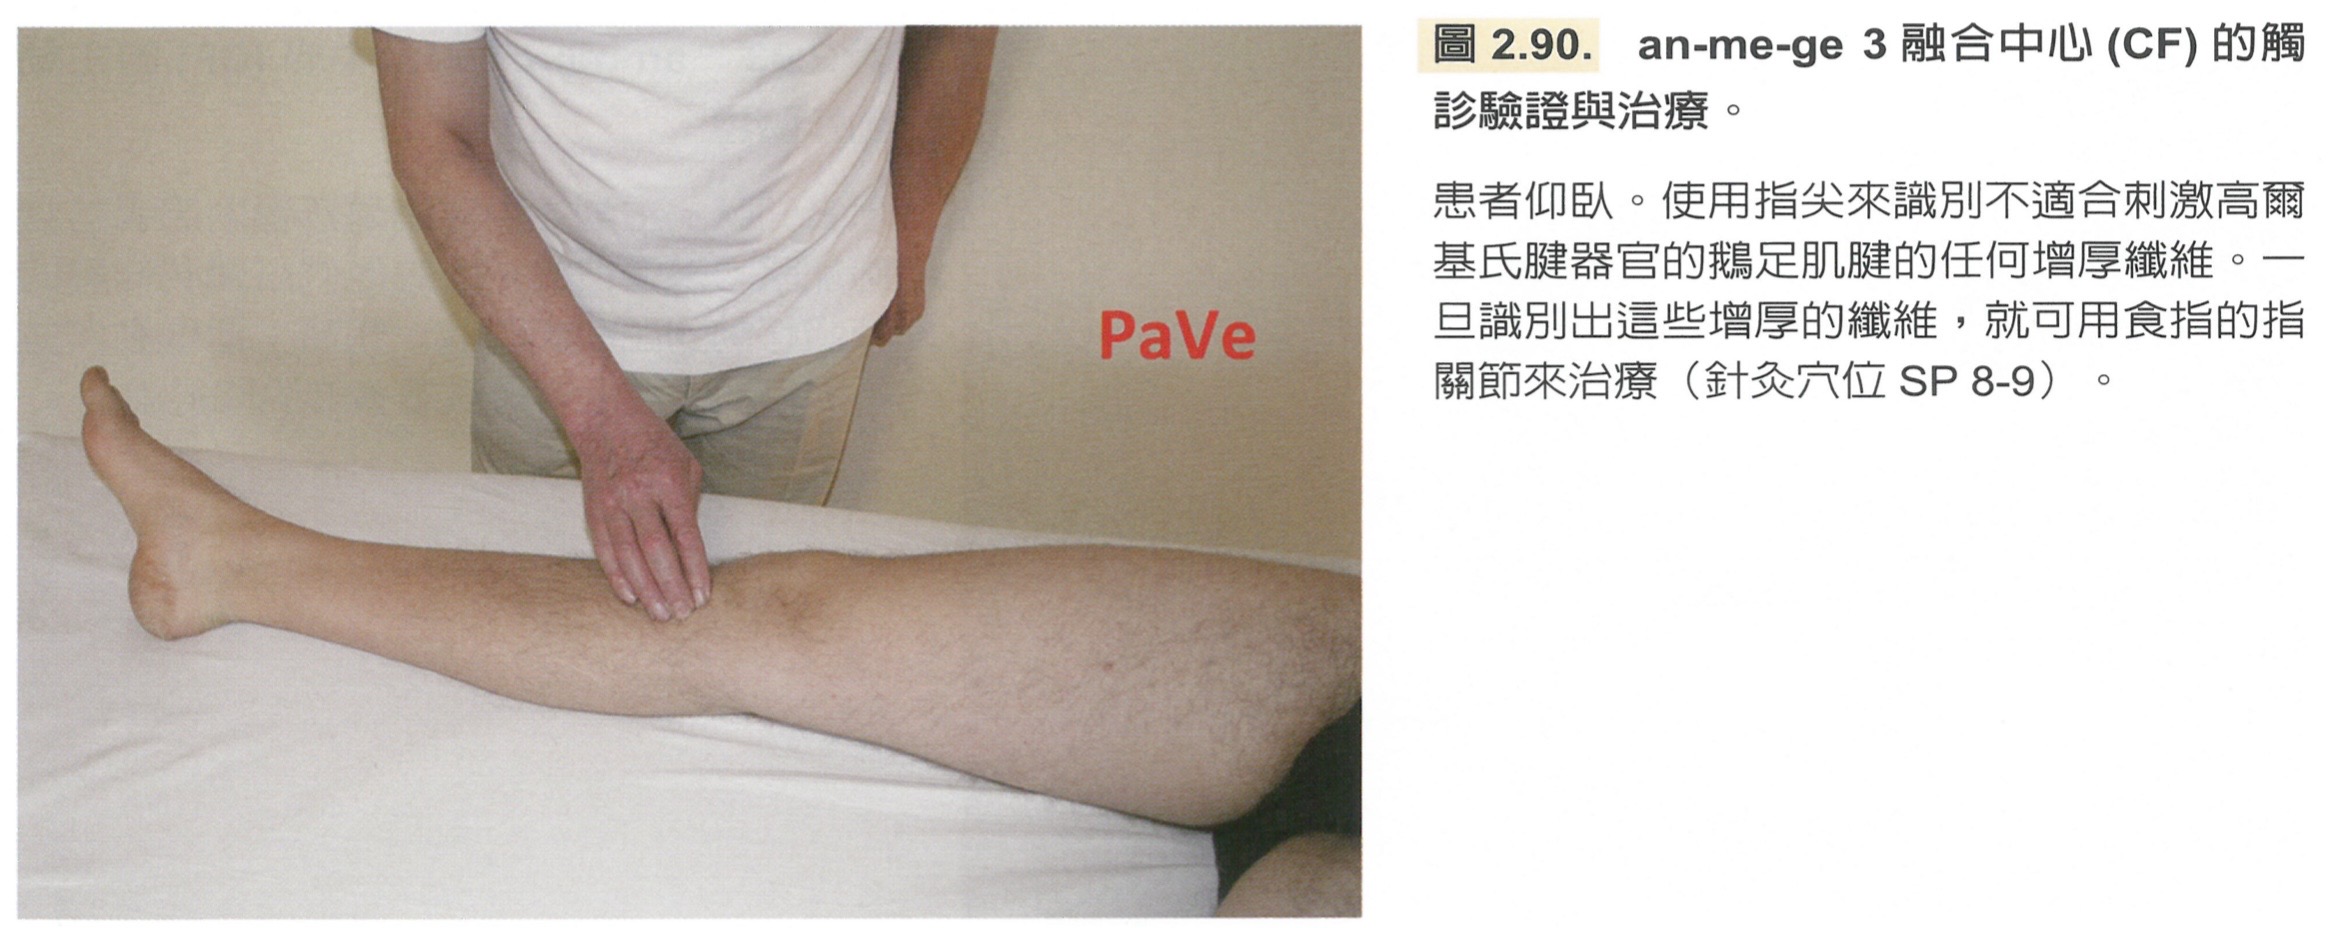 PaVe
圖 2.90. an-me-ge 3 融合中心 (CF) 的觸
診驗證與治療。
患者仰臥。使用指尖來識別不適合刺激高爾
基氏腱器官的鵝足肌腱的任何增厚纖維。一
旦識別出這些增厚的纖維，就可用食指的指
關節來治療（針灸穴位 SP 8-9）。